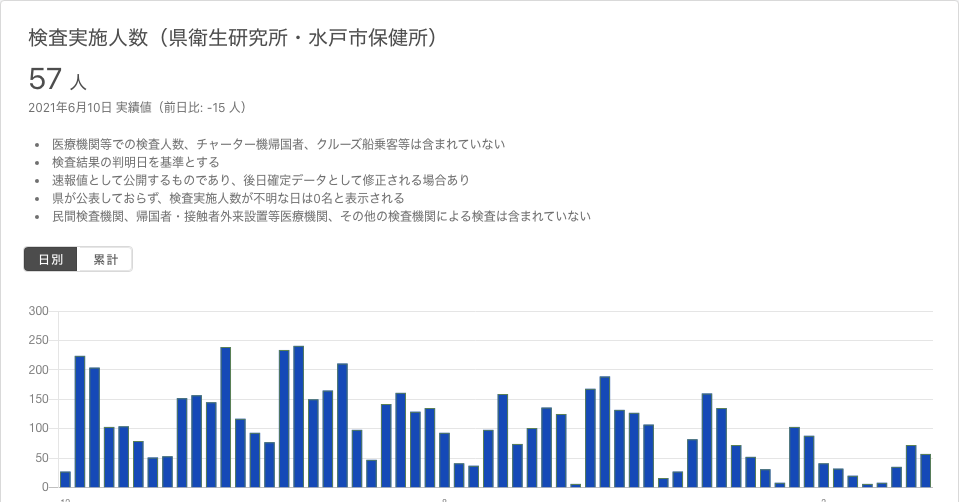 検査実施人数（県衛生研究所・水戸市保健所）
57 人
2021年6月10日 実績値（前日比: -15 人）
• 医療機関等での検査人数、チャーター機帰国者、クルーズ船乗客等は含まれていない
• 検査結果の判明日を基準とする
• 速報値として公開するものであり、後日確定データとして修正される場合あり
• 県が公表しておらず、検査実施人数が不明な日は0名と表示される
• 民間検査機関、帰国者・接触者外来設置等医療機関、その他の検査機関による検査は含まれていない
日別 累計
300
250
200
150
100
50
0